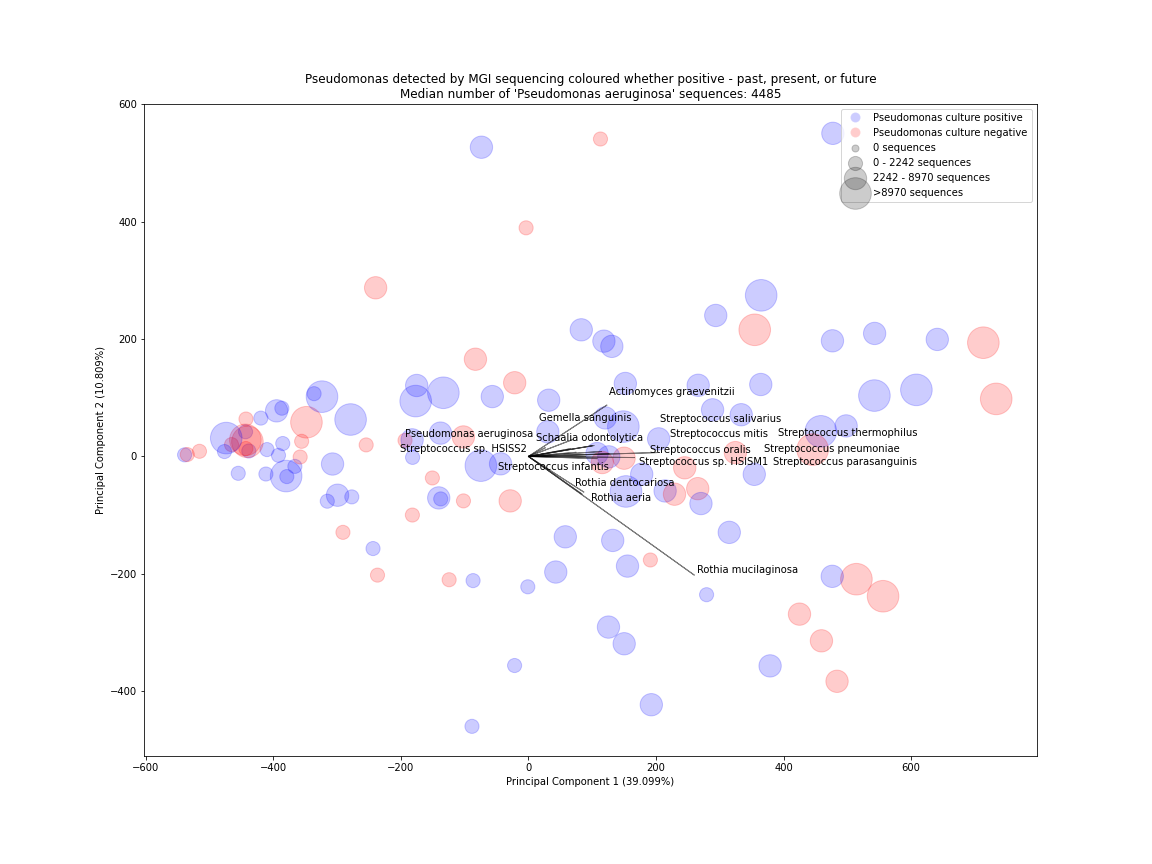 Pseudomonas detected by MGI sequencing coloured whether positive - past, present, or future
Median number of 'Pseudomonas aeruginosa' sequences: 4485
Pseudomonas culture positive
Pseudomonas culture negative
0 sequences
0 - 2242 sequences
2242 - 8970 sequences
>8970 sequences
600
400
200
0
−200
−400
Principal Component 2 (10.809%)
Actinomyces graevenitzii
Gemella sanguinis
Streptococcus salivarius
Pseudomonas aeruginosa
Schaalia odontolytica
Streptococcus mitis
Streptococcus thermophilus
Streptococcus sp. HSISS2
Streptococcus oralis
Streptococcus pneumoniae
Streptococcus infantis
Streptococcus sp. HSISM1
Streptococcus parasanguinis
Rothia dentocariosa
Rothia aeria
Rothia mucilaginosa
−600
−400
−200
0
200
400
600
Principal Component 1 (39.099%)